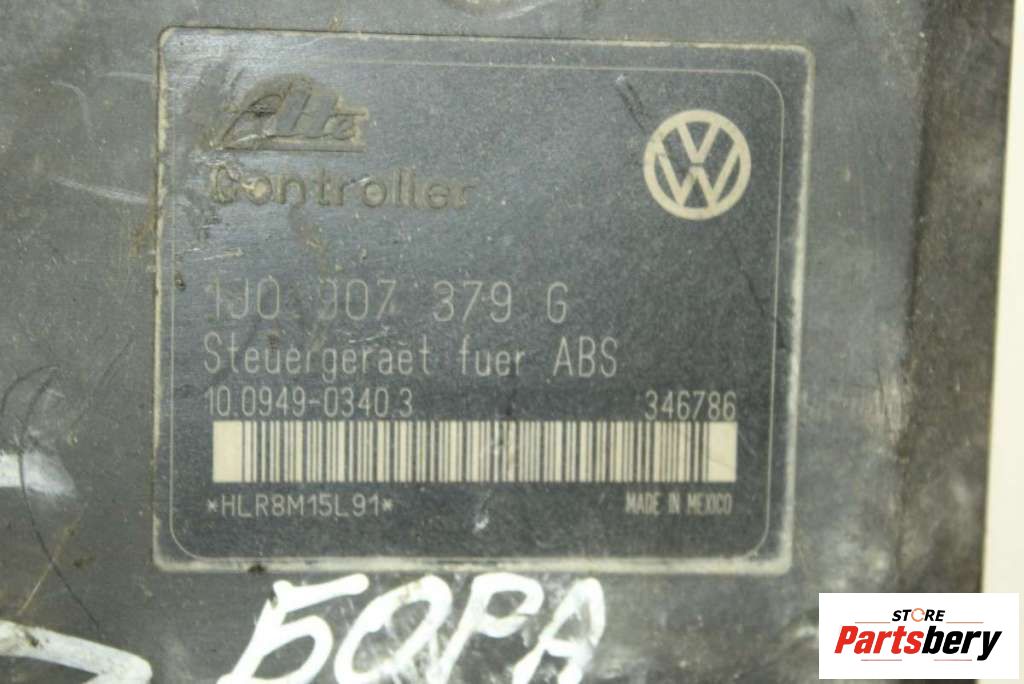 Ate
Controller
1J0 907 379 G
Steuergeraet fuer ABS
10.0949-0340.3 346786
*HLR8M15L91*
MADE IN MEXICO
БОРА
STORE
Partsbery